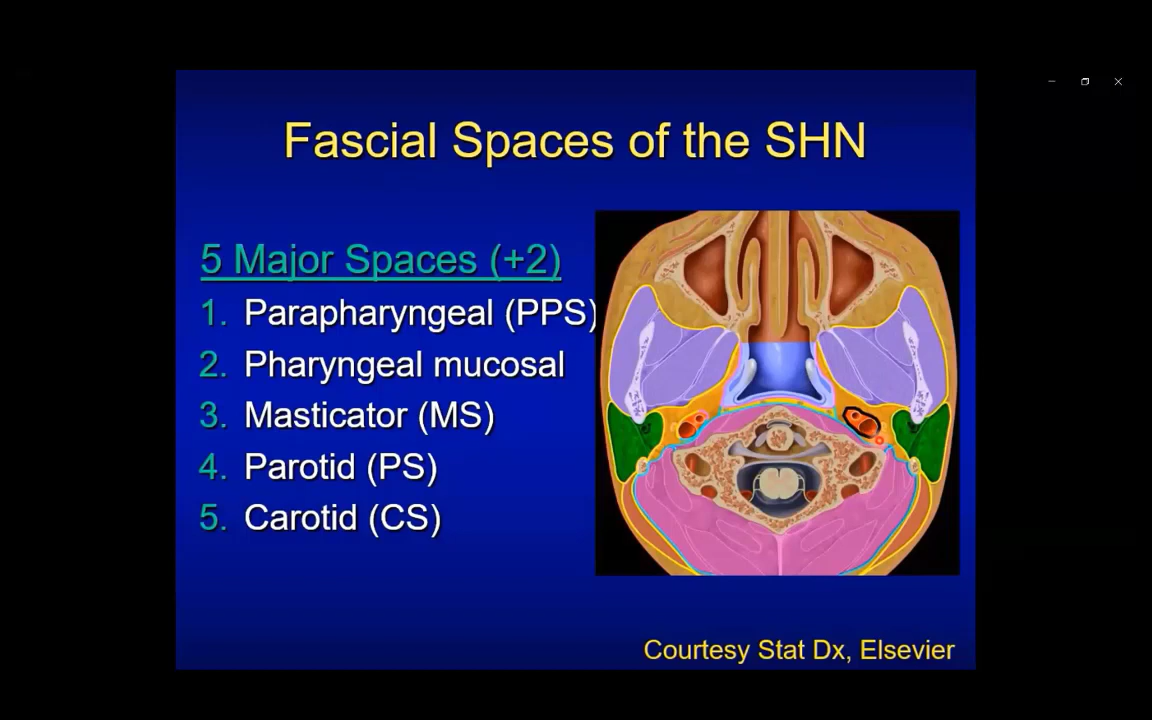 Fascial Spaces of the SHN
5 Major Spaces (+2)
1. Parapharyngeal (PPS)
2. Pharyngeal mucosal
3. Masticator (MS)
4. Parotid (PS)
5. Carotid (CS)
Courtesy Stat Dx, Elsevier